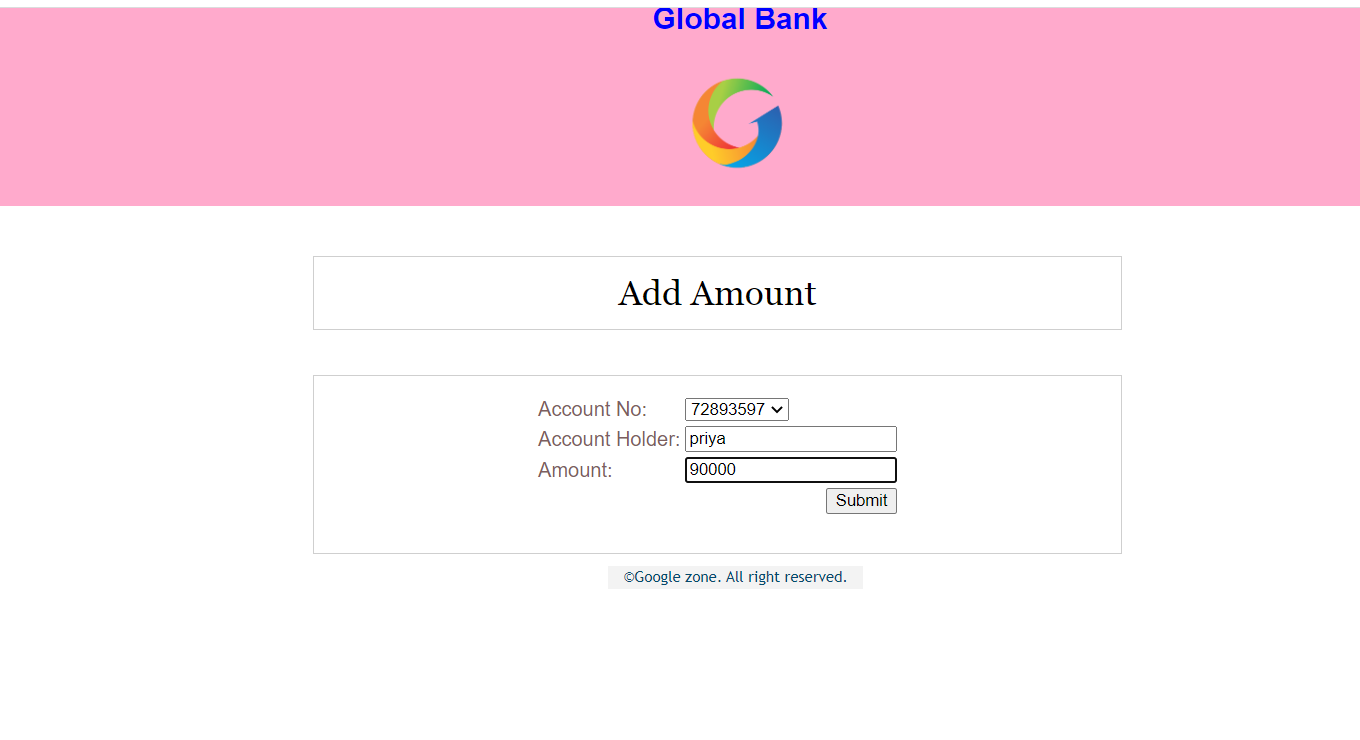 Global Bank
Add Amount
Account No: 72893597
Account Holder: priya
Amount: 90000
Submit
©Google zone. All right reserved.